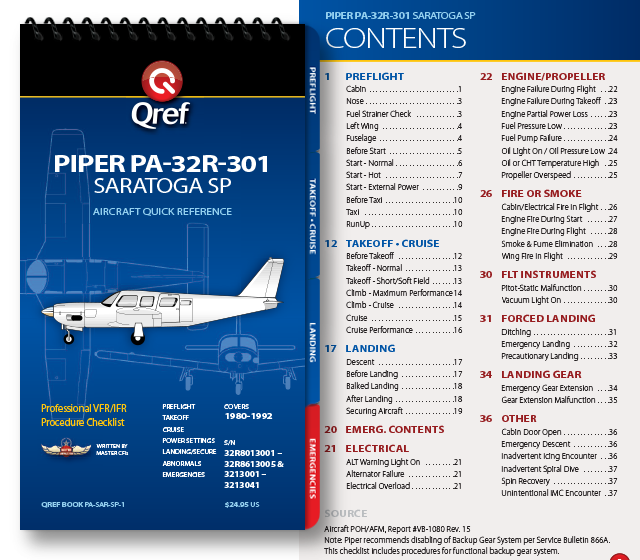 Qref
PIPER PA-32R-301
SARATOGA SP
AIRCRAFT QUICK REFERENCE
Professional VFR/IFR
Procedure Checklist
WRITTEN BY
MASTER CFIs
PREFLIGHT
TAKEOFF
CRUISE
POWER SETTINGS
LANDING/SECURE
ABNORMALS
EMERGENCIES
COVERS
1980-1992
S/N
32R8013001 –
32R8613005 &
3213001 –
3213041
QREF BOOK PA-SAR-SP-1
$24.95 US
PREFLIGHT
TAKEOFF • CRUISE
LANDING
EMERGENCIES
PIPER PA-32R-301 SARATOGA SP
CONTENTS
1 PREFLIGHT
Cabin .1
Nose .3
Fuel Strainer Check .3
Left Wing .4
Fuselage .4
Before Start .5
Start - Normal .6
Start - Hot .7
Start - External Power .9
Before Taxi .10
Taxi .10
RunUp .10
12 TAKEOFF • CRUISE
Before Takeoff .12
Takeoff - Normal .13
Takeoff - Short/Soft Field .13
Climb - Maximum Performance 14
Climb - Cruise .14
Cruise .15
Cruise Performance .16
17 LANDING
Descent .17
Before Landing .17
Balked Landing .18
After Landing .18
Securing Aircraft .19
20 EMERG. CONTENTS
21 ELECTRICAL
ALT Warning Light On .21
Alternator Failure .21
Electrical Overload .21
22 ENGINE/PROPELLER
Engine Failure During Flight ..22
Engine Failure During Takeoff .23
Engine Partial Power Loss .23
Fuel Pressure Low .23
Fuel Pump Failure .24
Oil Light On / Oil Pressure Low .24
Oil or CHT Temperature High .25
Propeller Overspeed .25
26 FIRE OR SMOKE
Cabin/Electrical Fire in Flight ..26
Engine Fire During Start .27
Engine Fire During Flight .28
Smoke & Fume Elimination .28
Wing Fire in Flight .29
30 FLT INSTRUMENTS
Pitot-Static Malfunction .30
Vacuum Light On .30
31 FORCED LANDING
Ditching .31
Emergency Landing .32
Precautionary Landing .33
34 LANDING GEAR
Emergency Gear Extension .34
Gear Extension Malfunction .35
36 OTHER
Cabin Door Open .36
Emergency Descent .36
Inadvertent Icing Encounter .36
Inadvertent Spiral Dive .37
Spin Recovery .37
Unintentional IMC Encounter .37
SOURCE
Aircraft POH/AFM, Report #VB-1080 Rev. 15
Note: Piper recommends disabling of Backup Gear System per Service Bulletin 866A.
This checklist includes procedures for functional backup gear system.